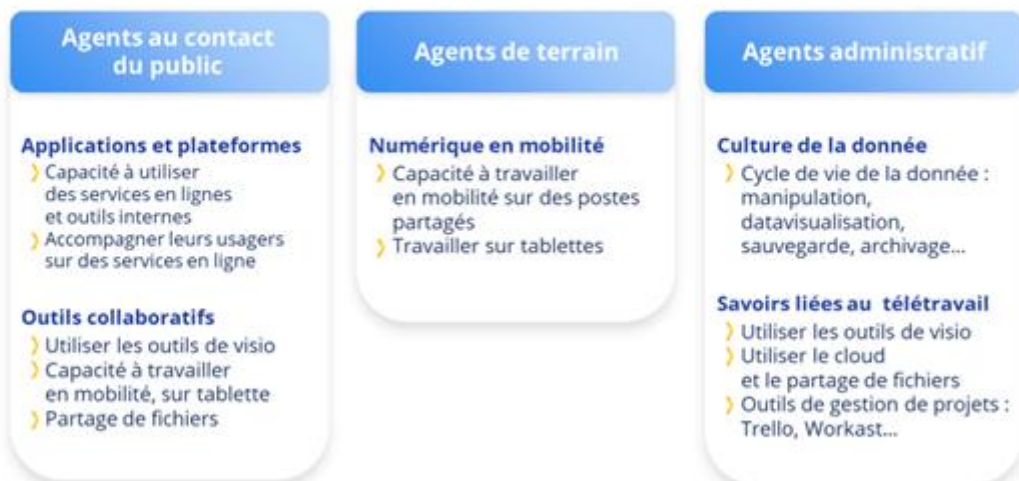 Agents au contact
du public
Applications et plateformes
❯ Capacité à utiliser
des services en lignes
et outils internes
❯ Accompagner leurs usagers
sur des services en ligne
Outils collaboratifs
❯ Utiliser les outils de visio
❯ Capacité à travailler
en mobilité, sur tablette
❯ Partage de fichiers
Agents de terrain
Numérique en mobilité
❯ Capacité à travailler
en mobilité sur des postes
partagés
❯ Travailler sur tablettes
Agents administratif
Culture de la donnée
❯ Cycle de vie de la donnée :
manipulation,
datavisualisation,
sauvegarde, archivage...
Savoirs liées au télétravail
❯ Utiliser les outils de visio
❯ Utiliser le cloud
et le partage de fichiers
❯ Outils de gestion de projets :
Trello, Workast...